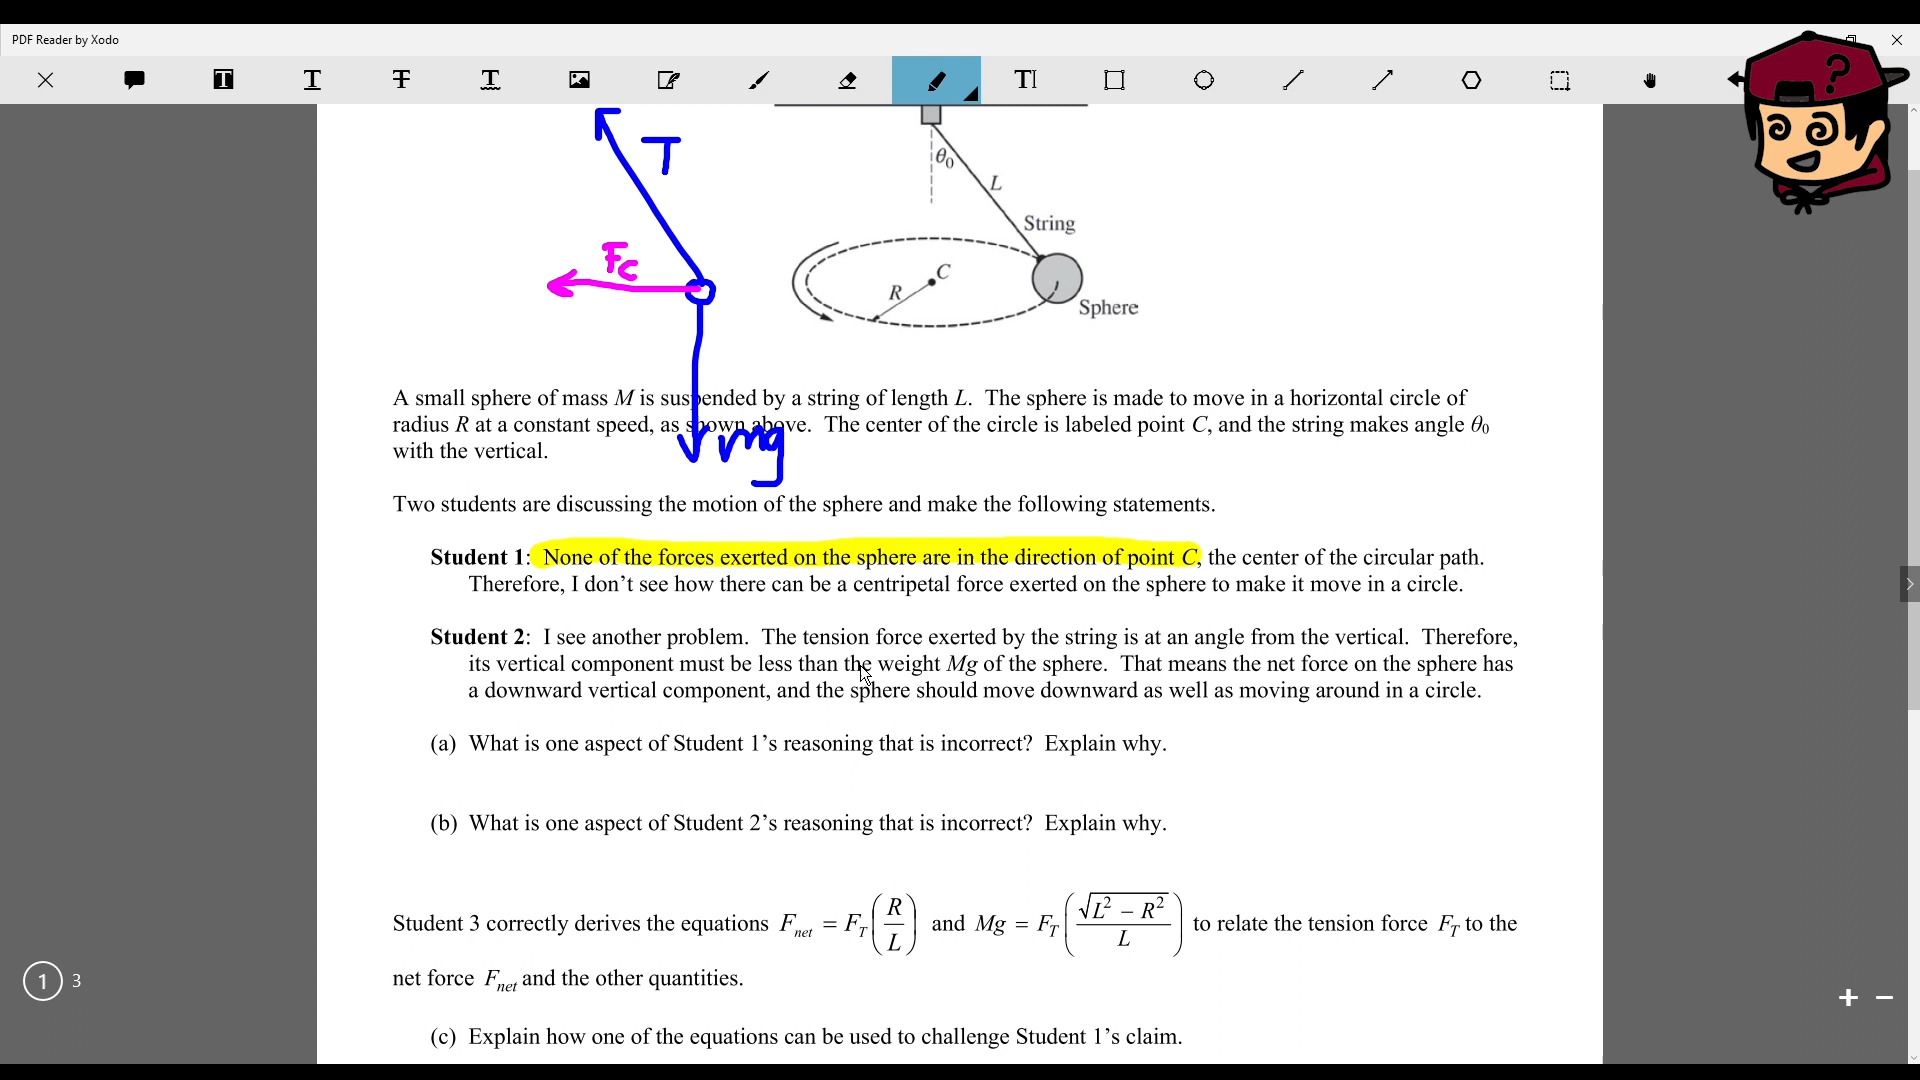 PDF Reader by Xodo
T
θ0
L
String
Fc
C
R
Sphere
A small sphere of mass M is suspended by a string of length L. The sphere is made to move in a horizontal circle of
radius R at a constant speed, as shown above. The center of the circle is labeled point C, and the string makes angle θ0
with the vertical.
mg
Two students are discussing the motion of the sphere and make the following statements.
Student 1: None of the forces exerted on the sphere are in the direction of point C, the center of the circular path.
Therefore, I don’t see how there can be a centripetal force exerted on the sphere to make it move in a circle.
Student 2: I see another problem. The tension force exerted by the string is at an angle from the vertical. Therefore,
its vertical component must be less than the weight Mg of the sphere. That means the net force on the sphere has
a downward vertical component, and the sphere should move downward as well as moving around in a circle.
(a) What is one aspect of Student 1’s reasoning that is incorrect? Explain why.
(b) What is one aspect of Student 2’s reasoning that is incorrect? Explain why.
Student 3 correctly derives the equations Fnet = FT (R/L) and Mg = FT (√(L² − R²)/L) to relate the tension force FT to the
net force Fnet and the other quantities.
(c) Explain how one of the equations can be used to challenge Student 1’s claim.
1 3